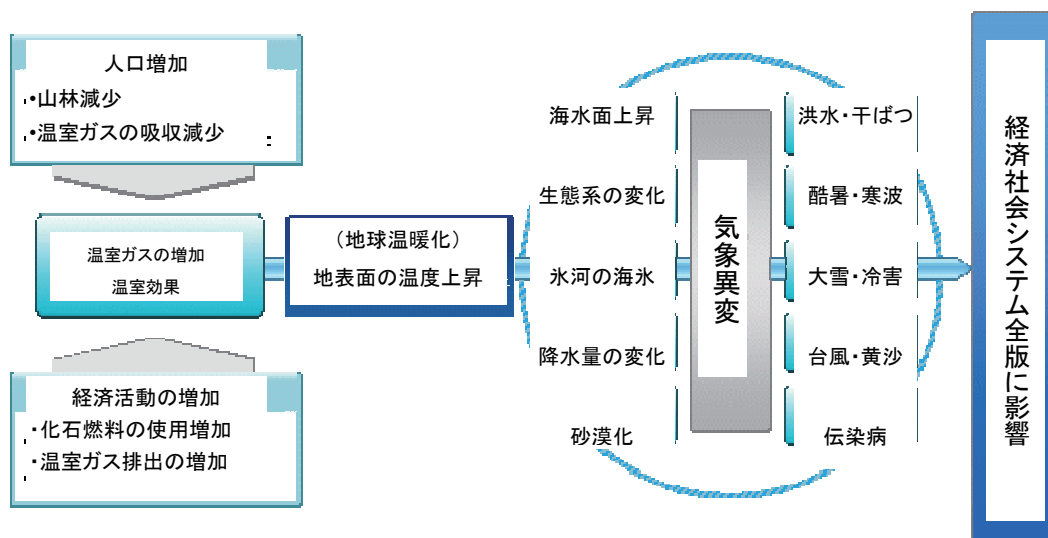 人口増加
・山林減少
・温室ガスの吸収減少
温室ガスの増加
温室効果
経済活動の増加
・化石燃料の使用増加
・温室ガス排出の増加
(地球温暖化)
地表面の温度上昇
海水面上昇
生態系の変化
氷河の海氷
降水量の変化
砂漠化
気象異変
洪水・干ばつ
酷暑・寒波
大雪・冷害
台風・黄沙
伝染病
経済社会システム全版に影響